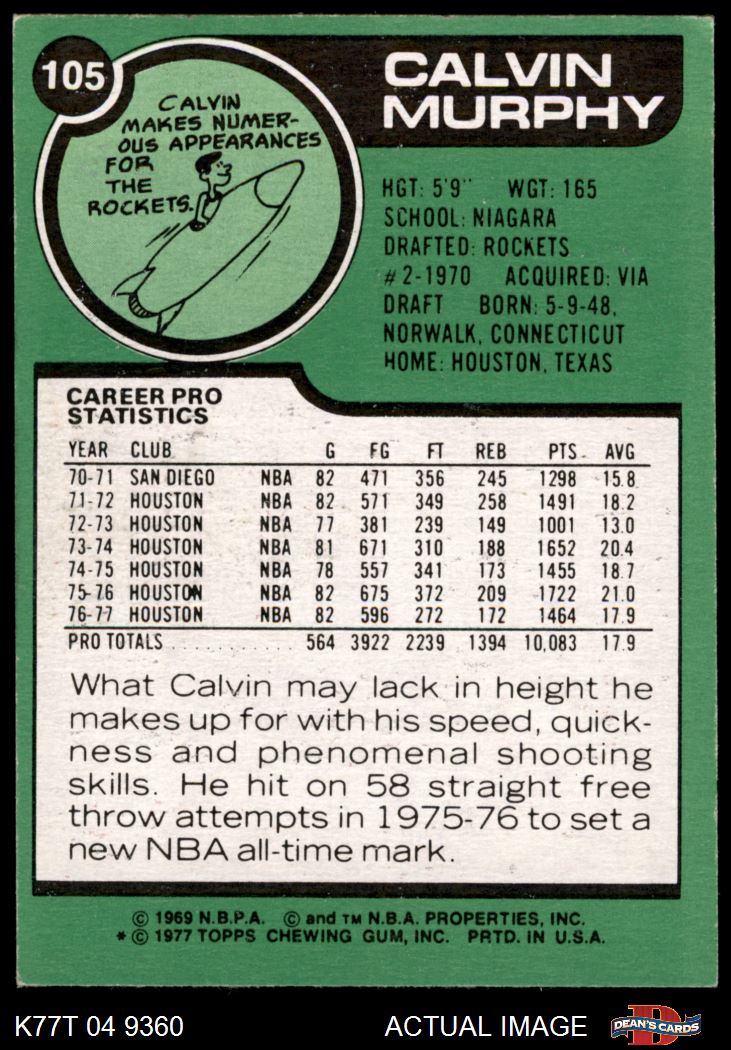 105
CALVIN
MURPHY
CALVIN
MAKES NUMER-
OUS APPEARANCES
FOR
THE
ROCKETS.
HGT: 5'9" WGT: 165
SCHOOL: NIAGARA
DRAFTED: ROCKETS
#2-1970 ACQUIRED: VIA
DRAFT BORN: 5-9-48,
NORWALK, CONNECTICUT
HOME: HOUSTON, TEXAS
CAREER PRO
STATISTICS
YEAR CLUB G FG FT REB PTS. AVG
70-71 SAN DIEGO NBA 82 471 356 245 1298 15.8
71-72 HOUSTON NBA 82 571 349 258 1491 18.2
72-73 HOUSTON NBA 77 381 239 149 1001 13.0
73-74 HOUSTON NBA 81 671 310 188 1652 20.4
74-75 HOUSTON NBA 78 557 341 173 1455 18.7
75-76 HOUSTON NBA 82 675 372 209 1722 21.0
76-77 HOUSTON NBA 82 596 272 172 1464 17.9
PRO TOTALS . . . . . . . . . . . 564 3922 2239 1394 10,083 17.9
What Calvin may lack in height he
makes up for with his speed, quick-
ness and phenomenal shooting
skills. He hit on 58 straight free
throw attempts in 1975-76 to set a
new NBA all-time mark.
© 1969 N.B.P.A. © and TM N.B.A. PROPERTIES, INC.
* © 1977 TOPPS CHEWING GUM, INC. PRTD. IN U.S.A.
K77T 04 9360 ACTUAL IMAGE D DEAN'S CARDS